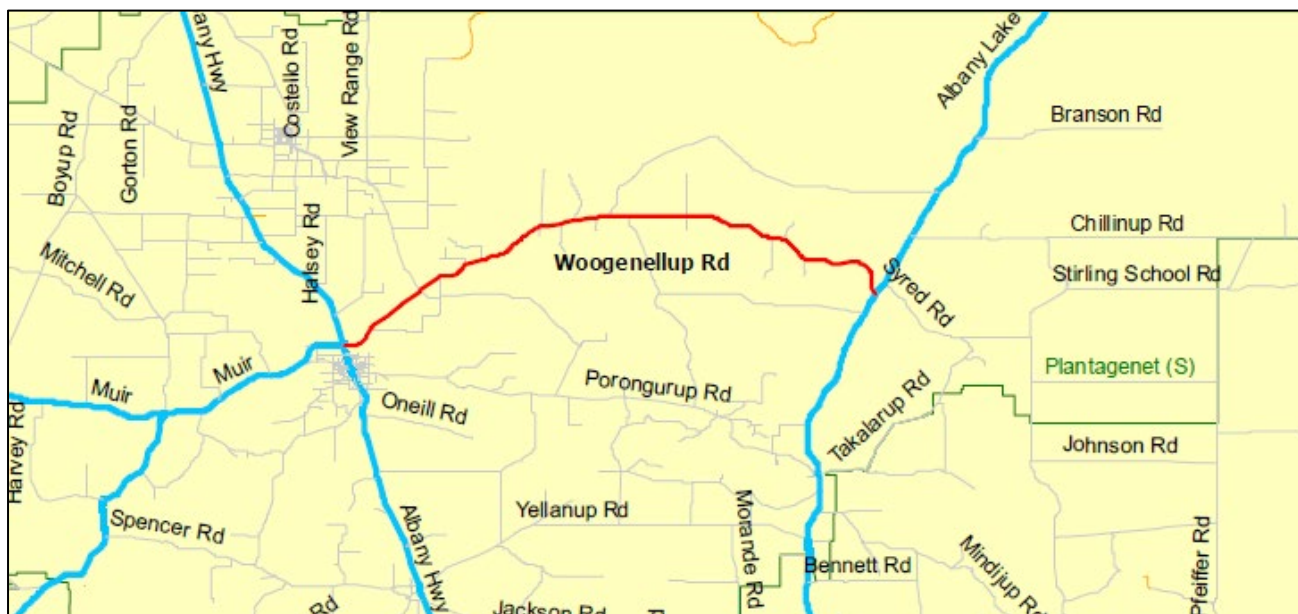 any Hwy
Costello Rd
View Range Rd
Albany Lake
Boyup Rd
Gorton Rd
Branson Rd
Halsey Rd
Mitchell Rd
Woogenellup Rd
Chillinup Rd
Syred Rd
Stirling School Rd
Muir
Muir
Oneill Rd
Porongurup Rd
Plantagenet (S)
Harvey Rd
Takalarup Rd
Johnson Rd
Spencer Rd
Albany Hwy
Yellanup Rd
Morande Rd
Bennett Rd
Mindijup Rd
Pfeiffer Rd
Rd
Jackson Rd